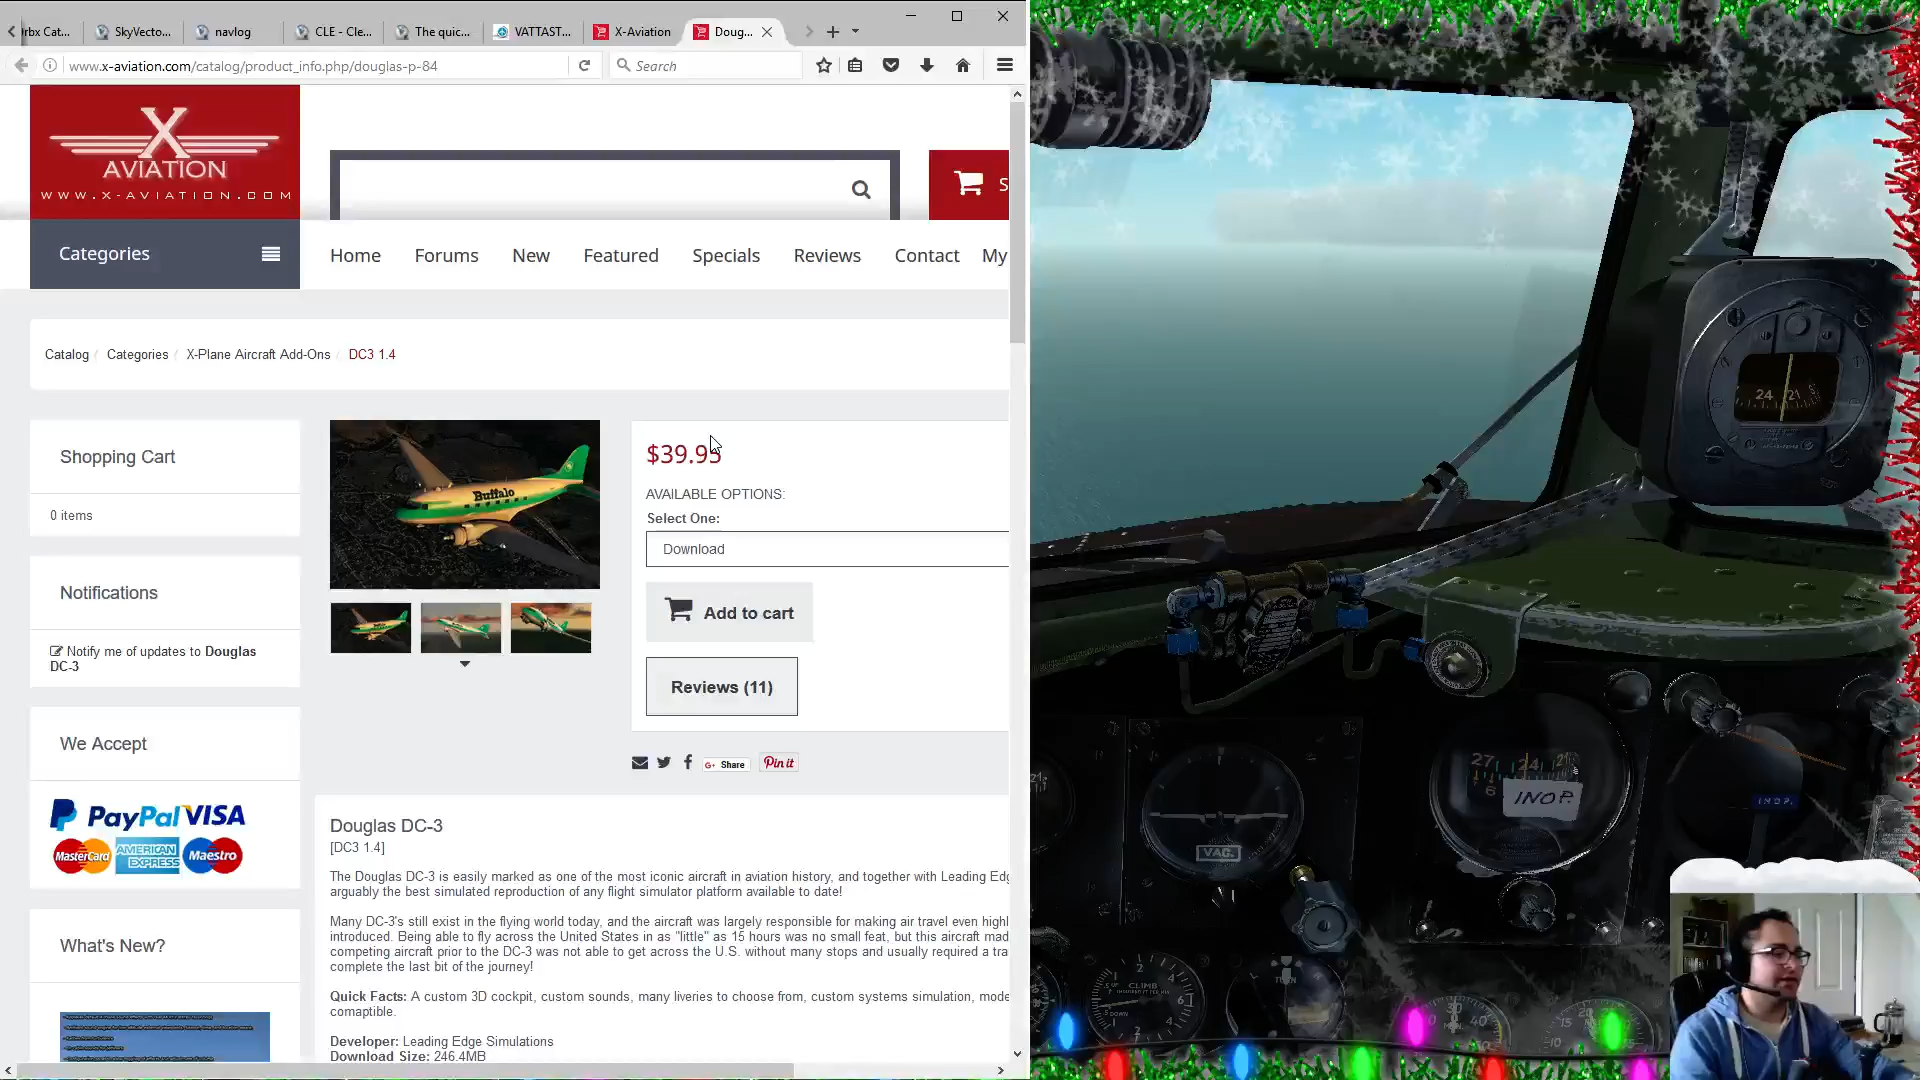 rbx Cat...
SkyVecto...
navlog
CLE - Cle...
The quic...
VATTAST...
X-Aviation
Doug...
www.x-aviation.com/catalog/product_info.php/douglas-p-84
Search
X
AVIATION
WWW.X-AVIATION.COM
S
Categories
Home
Forums
New
Featured
Specials
Reviews
Contact
My
Catalog / Categories / X-Plane Aircraft Add-Ons / DC3 1.4
Shopping Cart
0 items
Notifications
Notify me of updates to Douglas
DC-3
We Accept
PayPal VISA
MasterCard AMERICAN EXPRESS Maestro
What's New?
Buffalo
$39.95
AVAILABLE OPTIONS:
Select One:
Download
Add to cart
Reviews (11)
G+ Share
Pin it
Douglas DC-3
[DC3 1.4]
The Douglas DC-3 is easily marked as one of the most iconic aircraft in aviation history, and together with Leading Edg
arguably the best simulated reproduction of any flight simulator platform available to date!
Many DC-3's still exist in the flying world today, and the aircraft was largely responsible for making air travel even highl
introduced. Being able to fly across the United States in as "little" as 15 hours was no small feat, but this aircraft mad
competing aircraft prior to the DC-3 was not able to get across the U.S. without many stops and usually required a tra
complete the last bit of the journey!
Quick Facts: A custom 3D cockpit, custom sounds, many liveries to choose from, custom systems simulation, mode
comaptible.
Developer: Leading Edge Simulations
Download Size: 246.4MB
24 21
27 24 21
6
INOP.
INOP.
VAC.
CLIMB
DOWN
TURN